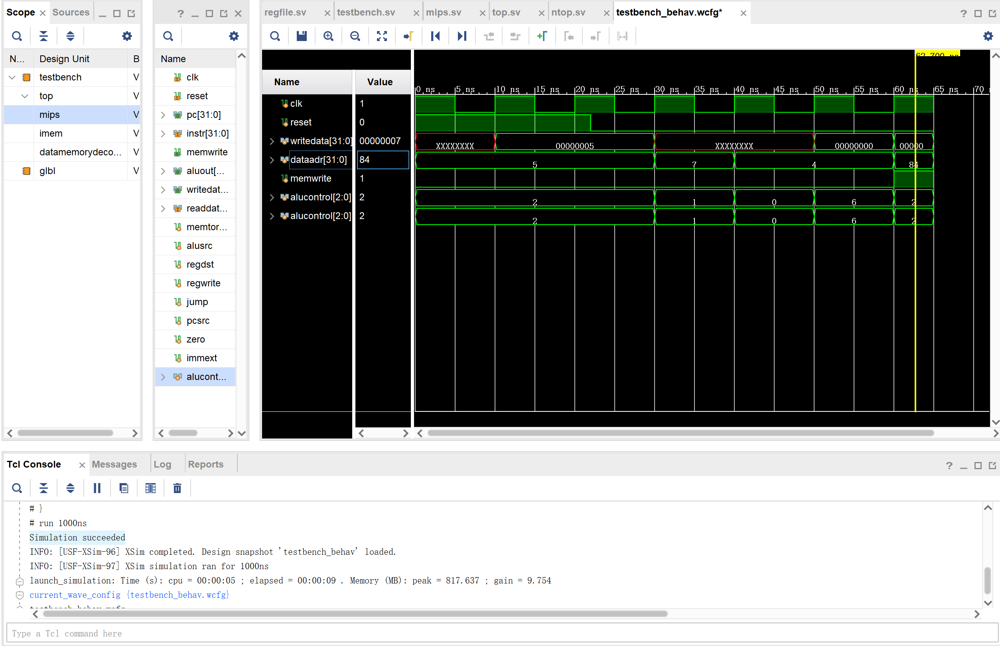 Scope Sources
N... Design Unit B
testbench V
top V
mips V
imem V
datamemorydeco... V
glbl V
?
Name
clk
reset
pc[31:0]
instr[31:0]
memwrite
aluout[...
writedat...
readdat...
memtor...
alusrc
regdst
regwrite
jump
pcsrc
zero
immext
alucont...
regfile.sv testbench.sv mips.sv top.sv ntop.sv testbench_behav.wcfg* ?
62.700 ns
Name Value
0 ns 5 ns 10 ns 15 ns 20 ns 25 ns 30 ns 35 ns 40 ns 45 ns 50 ns 55 ns 60 ns 65 ns 70
clk 1
reset 0
writedata[31:0] 00000007 XXXXXXXX 00000005 XXXXXXXX 00000000 00000
dataadr[31:0] 84 5 7 4 84
memwrite 1
alucontrol[2:0] 2 2 1 0 6 2
alucontrol[2:0] 2 2 1 0 6 2
Tcl Console Messages Log Reports ?
# }
# run 1000ns
Simulation succeeded
INFO: [USF-XSim-96] XSim completed. Design snapshot 'testbench_behav' loaded.
INFO: [USF-XSim-97] XSim simulation ran for 1000ns
launch_simulation: Time (s): cpu = 00:00:05 ; elapsed = 00:00:09 . Memory (MB): peak = 817.637 ; gain = 9.754
current_wave_config {testbench_behav.wcfg}
testbench_behav.wcfg
Type a Tcl command here